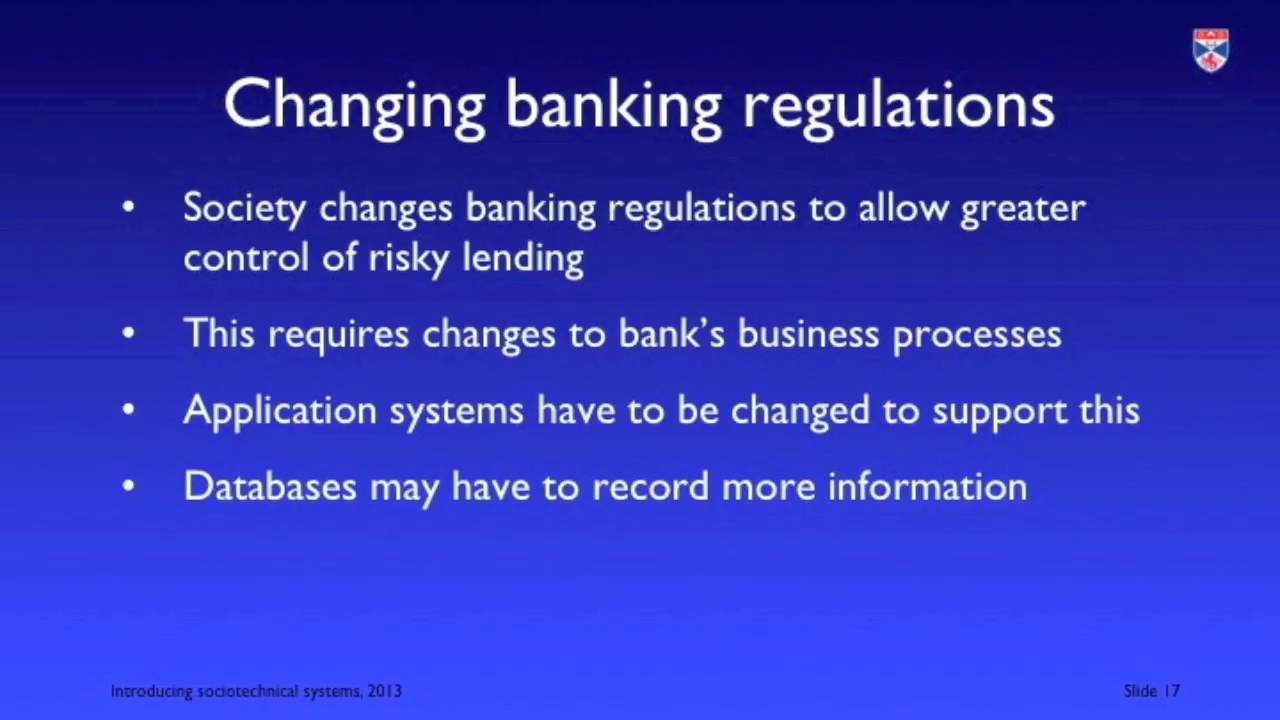 Changing banking regulations
• Society changes banking regulations to allow greater
control of risky lending
• This requires changes to bank’s business processes
• Application systems have to be changed to support this
• Databases may have to record more information
Introducing sociotechnical systems, 2013
Slide 17